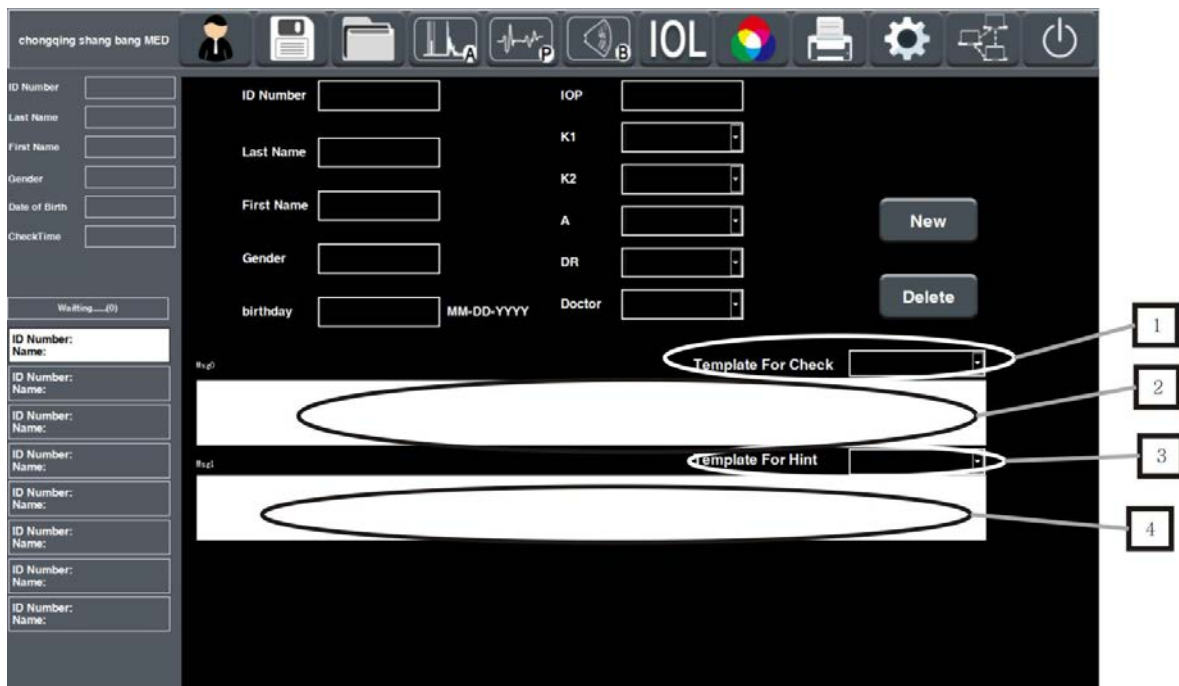 chongqing shang bang MED
A
P
B
IOL
ID Number
Last Name
First Name
Gender
Date of Birth
CheckTime
Waitting......(0)
ID Number:
Name:
ID Number:
Name:
ID Number:
Name:
ID Number:
Name:
ID Number:
Name:
ID Number:
Name:
ID Number:
Name:
ID Number:
Name:
ID Number
Last Name
First Name
Gender
birthday MM-DD-YYYY
IOP
K1
K2
A
DR
Doctor
New
Delete
Msg0 Template For Check
Msg1 Template For Hint
1
2
3
4